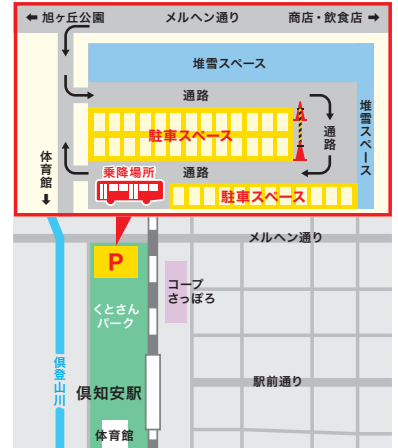 ← 旭ヶ丘公園
メルヘン通り
商店・飲食店 →
堆雪スペース
通路
駐車スペース
通路
堆雪スペース
体育館 ↓
乗降場所
通路
駐車スペース
メルヘン通り
P
コープ
さっぽろ
くとさん
パーク
倶登山川
駅前通り
倶知安駅
体育館